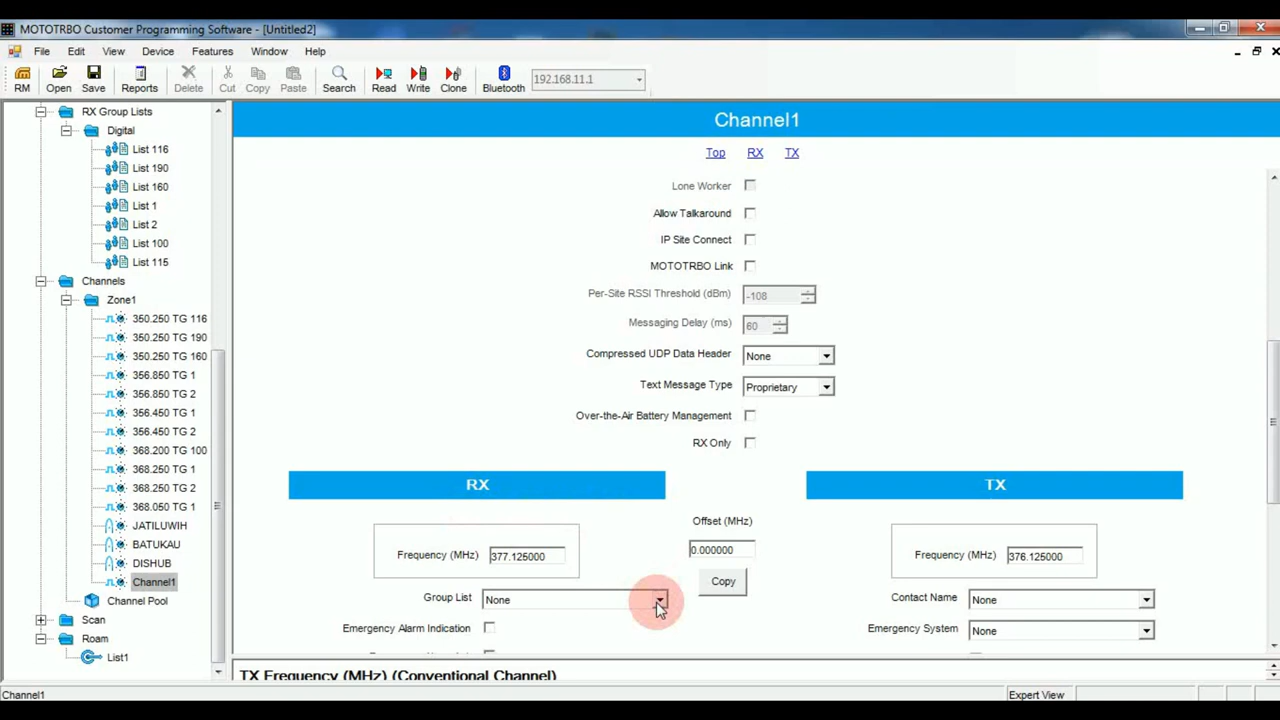 MOTOTRBO Customer Programming Software - [Untitled2]
File Edit View Device Features Window Help
RM Open Save Reports Delete Cut Copy Paste Search Read Write Clone Bluetooth 192.168.11.1
RX Group Lists
Digital
List 116
List 190
List 160
List 1
List 2
List 100
List 115
Channels
Zone1
350.250 TG 116
350.250 TG 190
350.250 TG 160
356.850 TG 1
356.850 TG 2
356.450 TG 1
356.450 TG 2
368.200 TG 100
368.250 TG 1
368.250 TG 2
368.050 TG 1
JATILUWIH
BATUKAU
DISHUB
Channel1
Channel Pool
Scan
Roam
List1
Channel1
Top RX TX
Lone Worker
Allow Talkaround
IP Site Connect
MOTOTRBO Link
Per-Site RSSI Threshold (dBm) -108
Messaging Delay (ms) 60
Compressed UDP Data Header None
Text Message Type Proprietary
Over-the-Air Battery Management
RX Only
RX
Frequency (MHz) 377.125000
Group List None
Emergency Alarm Indication
Offset (MHz)
0.000000
Copy
TX
Frequency (MHz) 376.125000
Contact Name None
Emergency System None
TX Frequency (MHz) (Conventional Channel)
Channel1
Expert View